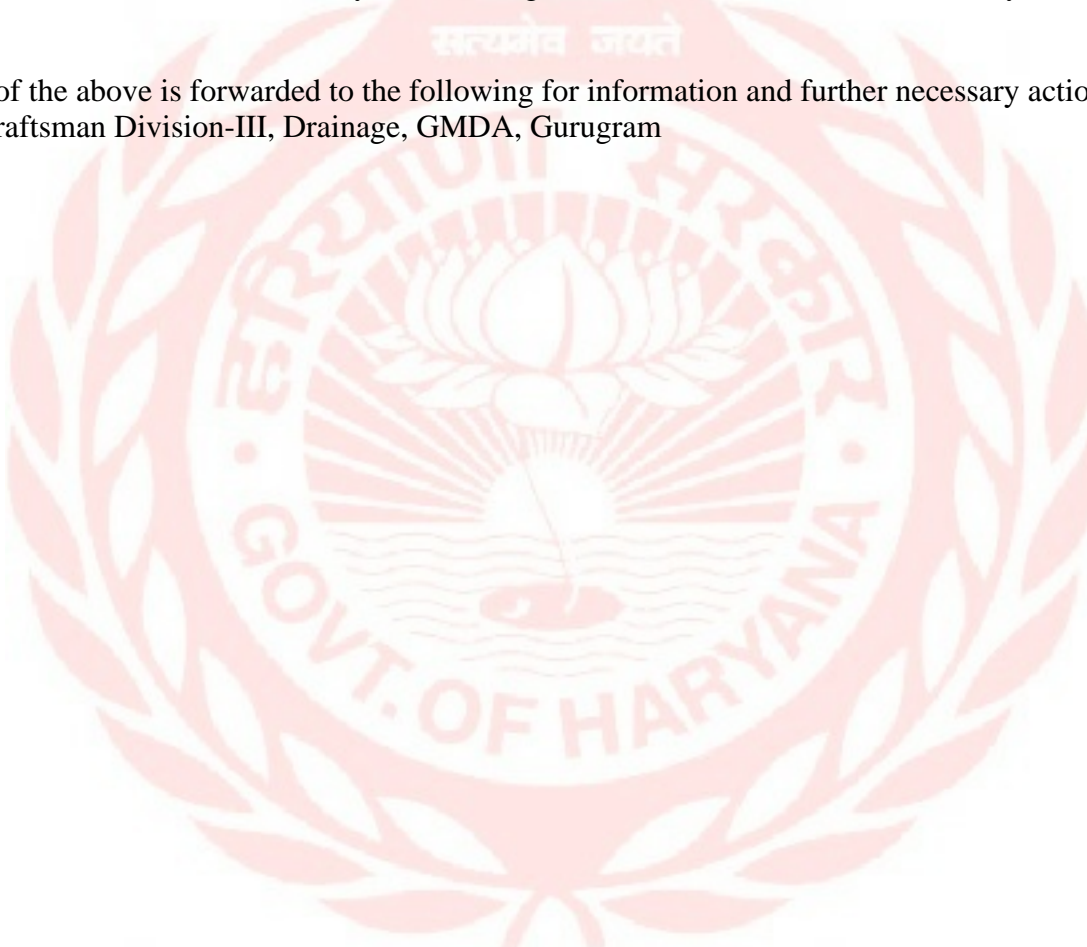 सत्यमेव जयते
of the above is forwarded to the following for information and further necessary actio
raftsman Division-III, Drainage, GMDA, Gurugram
हरियाणा सरकार
GOVT. OF HARYANA